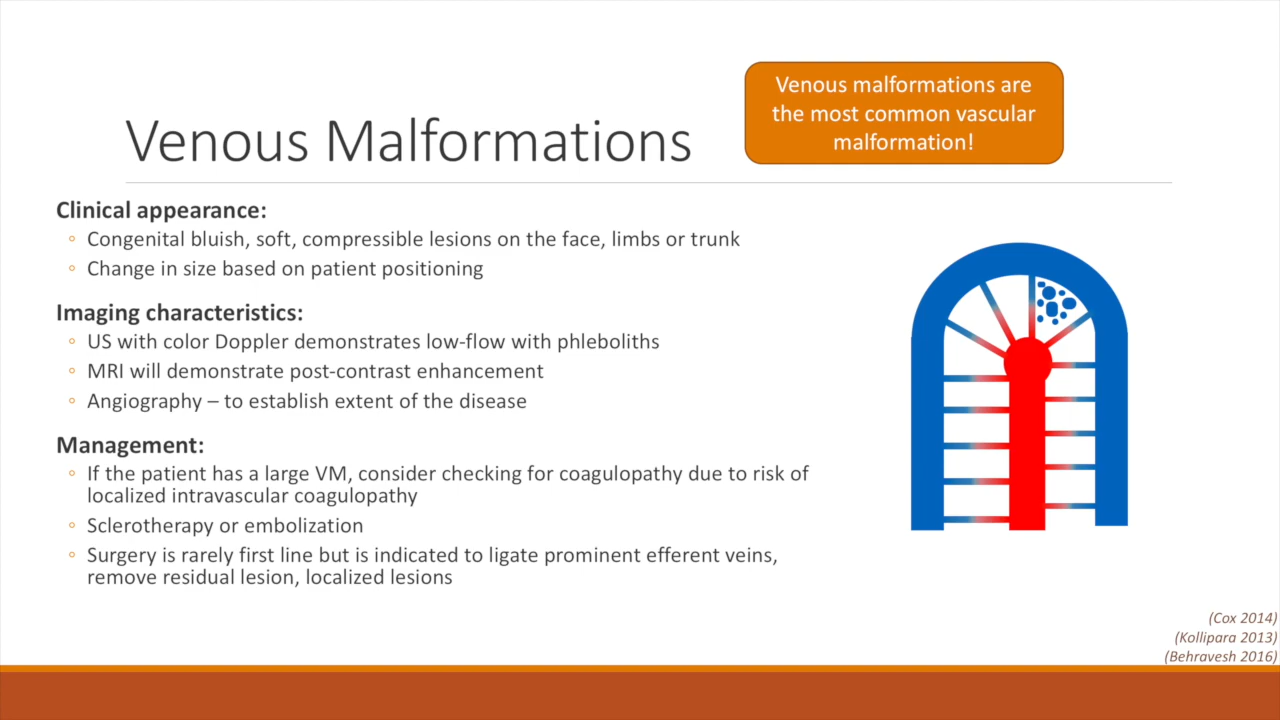 Venous malformations are
the most common vascular
malformation!
Venous Malformations
Clinical appearance:
◦ Congenital bluish, soft, compressible lesions on the face, limbs or trunk
◦ Change in size based on patient positioning
Imaging characteristics:
◦ US with color Doppler demonstrates low-flow with phleboliths
◦ MRI will demonstrate post-contrast enhancement
◦ Angiography – to establish extent of the disease
Management:
◦ If the patient has a large VM, consider checking for coagulopathy due to risk of
localized intravascular coagulopathy
◦ Sclerotherapy or embolization
◦ Surgery is rarely first line but is indicated to ligate prominent efferent veins,
remove residual lesion, localized lesions
(Cox 2014)
(Kollipara 2013)
(Behravesh 2016)